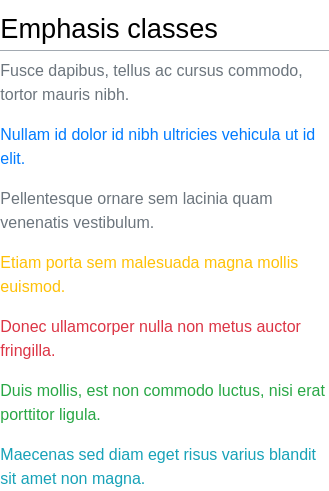 Emphasis classes
Fusce dapibus, tellus ac cursus commodo,
tortor mauris nibh.
Nullam id dolor id nibh ultricies vehicula ut id
elit.
Pellentesque ornare sem lacinia quam
venenatis vestibulum.
Etiam porta sem malesuada magna mollis
euismod.
Donec ullamcorper nulla non metus auctor
fringilla.
Duis mollis, est non commodo luctus, nisi erat
porttitor ligula.
Maecenas sed diam eget risus varius blandit
sit amet non magna.